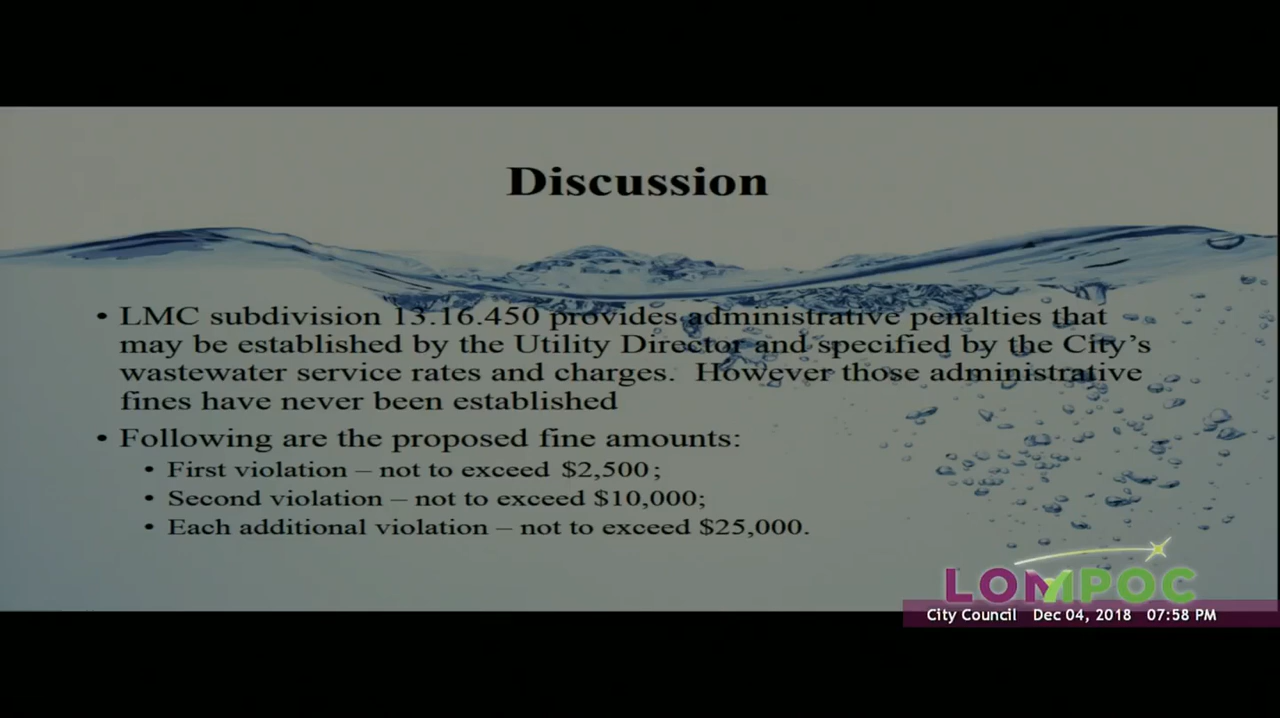 Discussion
• LMC subdivision 13.16.450 provides administrative penalties that
may be established by the Utility Director and specified by the City's
wastewater service rates and charges.  However those administrative
fines have never been established
• Following are the proposed fine amounts:
• First violation – not to exceed $2,500;
• Second violation – not to exceed $10,000;
• Each additional violation – not to exceed $25,000.
LOMPOC
City Council   Dec 04, 2018   07:58 PM